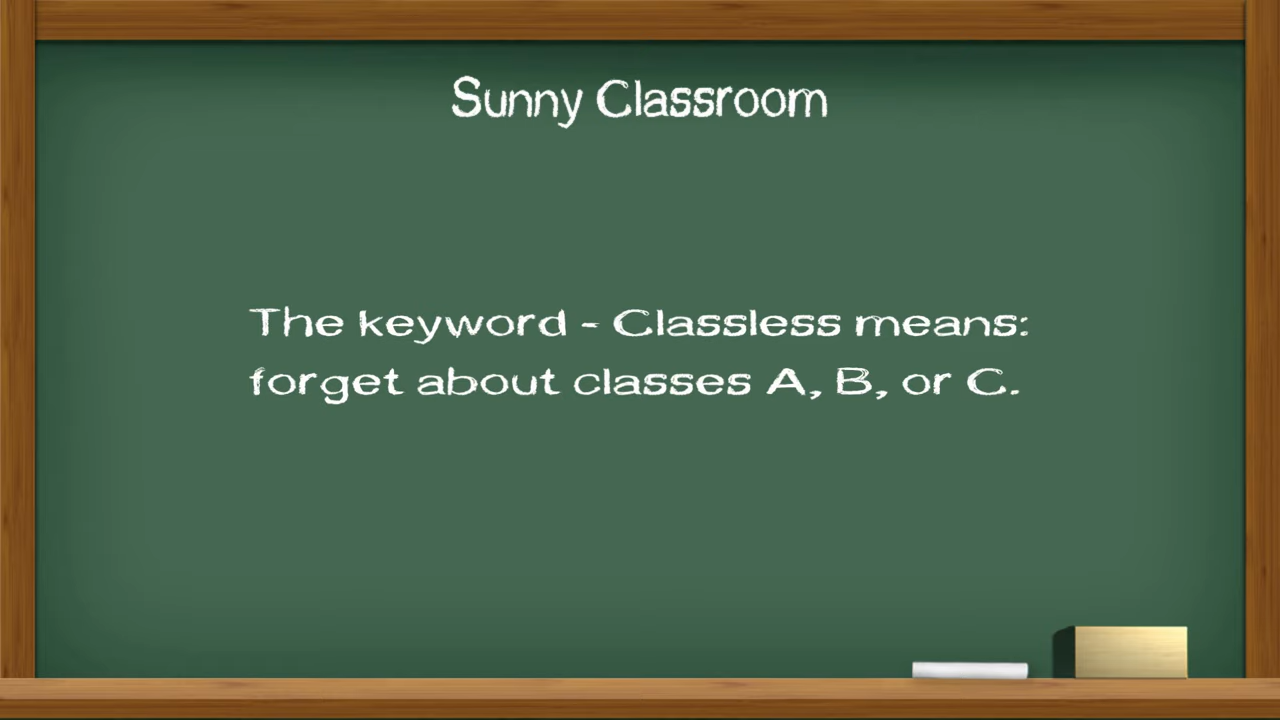 Sunny Classroom
The keyword - Classless means:
forget about classes A, B, or C.